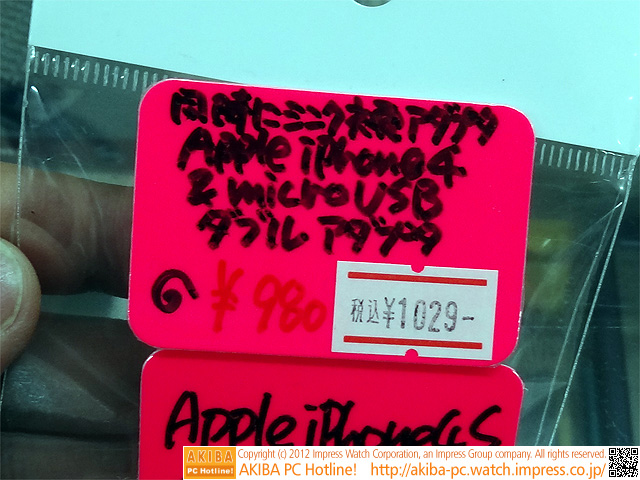 同時にシンク充電アダプタ
Apple iPhone4
& microUSB
ダブル アダプタ
¥980
税込¥1029-
Apple iPhone4S
AKIBA
PC Hotline!
Copyright (c) 2012 Impress Watch Corporation, an Impress Group company. All rights reserved.
AKIBA PC Hotline! http://akiba-pc.watch.impress.co.jp/